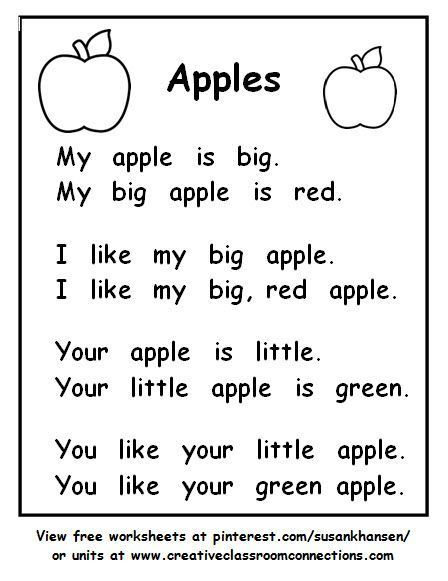 Apples
My apple is big.
My big apple is red.
I like my big apple.
I like my big, red apple.
Your apple is little.
Your little apple is green.
You like your little apple.
You like your green apple.
View free worksheets at pinterest.com/susankhansen/
or units at www.creativeclassroomconnections.com